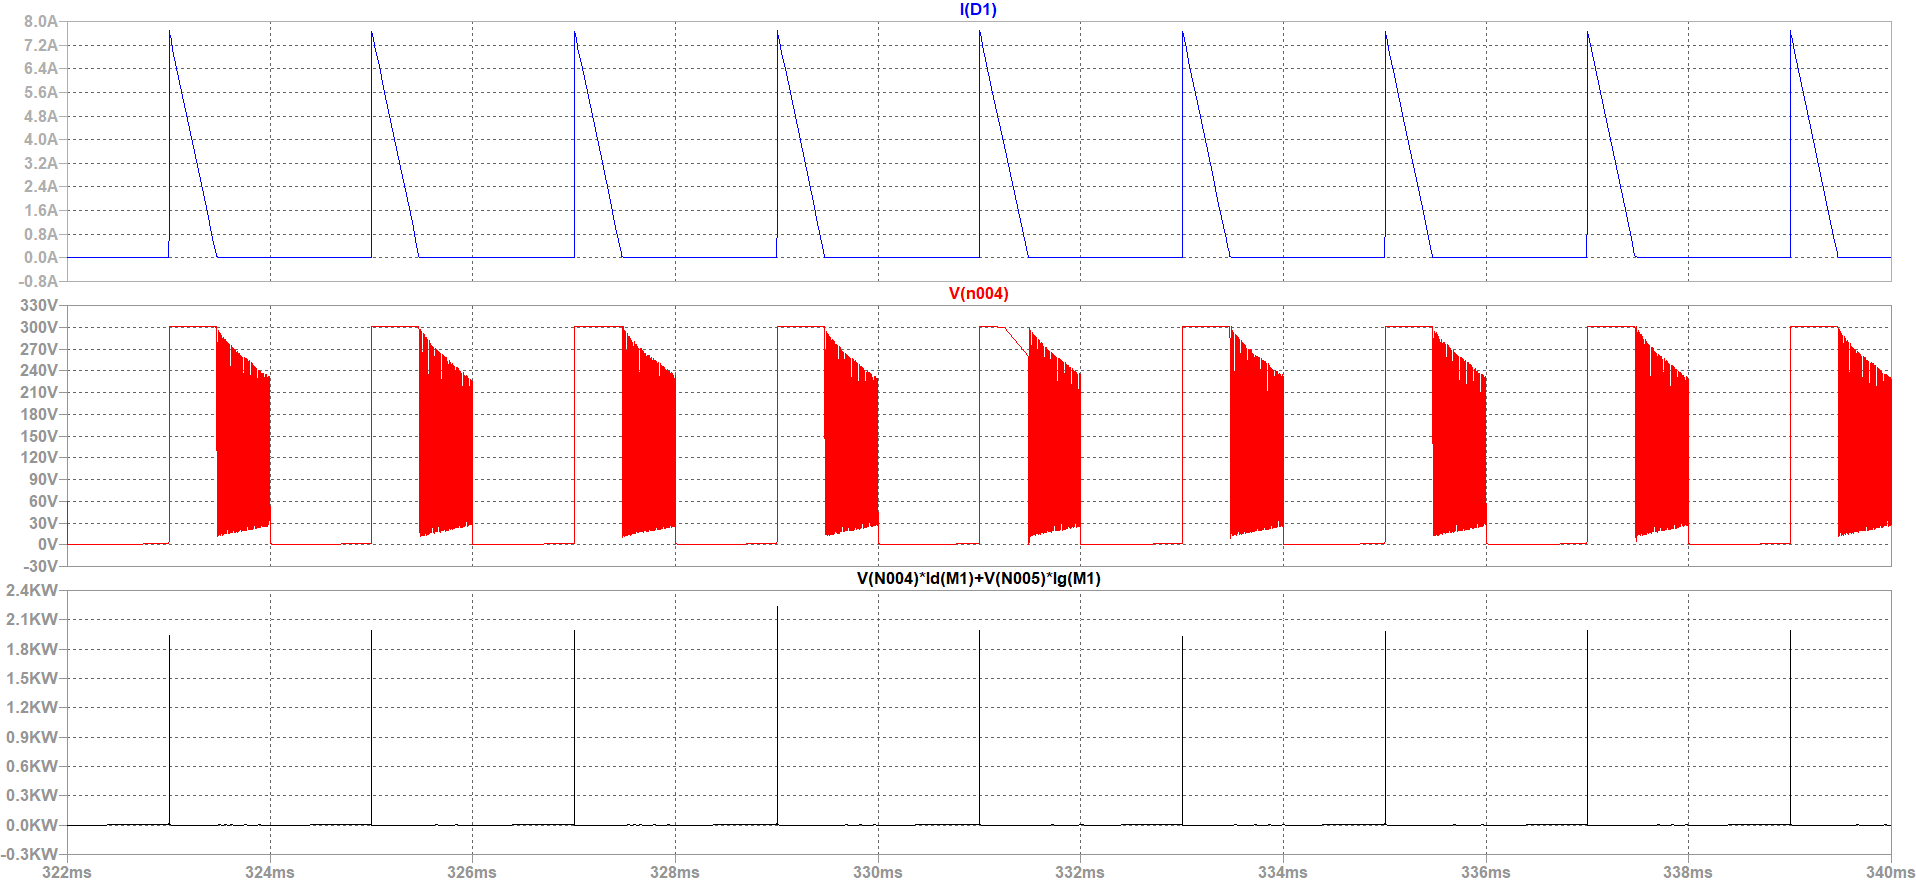 I(D1)
8.0A
7.2A
6.4A
5.6A
4.8A
4.0A
3.2A
2.4A
1.6A
0.8A
0.0A
-0.8A
V(n004)
330V
300V
270V
240V
210V
180V
150V
120V
90V
60V
30V
0V
-30V
V(N004)*Id(M1)+V(N005)*Ig(M1)
2.4KW
2.1KW
1.8KW
1.5KW
1.2KW
0.9KW
0.6KW
0.3KW
0.0KW
-0.3KW
322ms 324ms 326ms 328ms 330ms 332ms 334ms 336ms 338ms 340ms